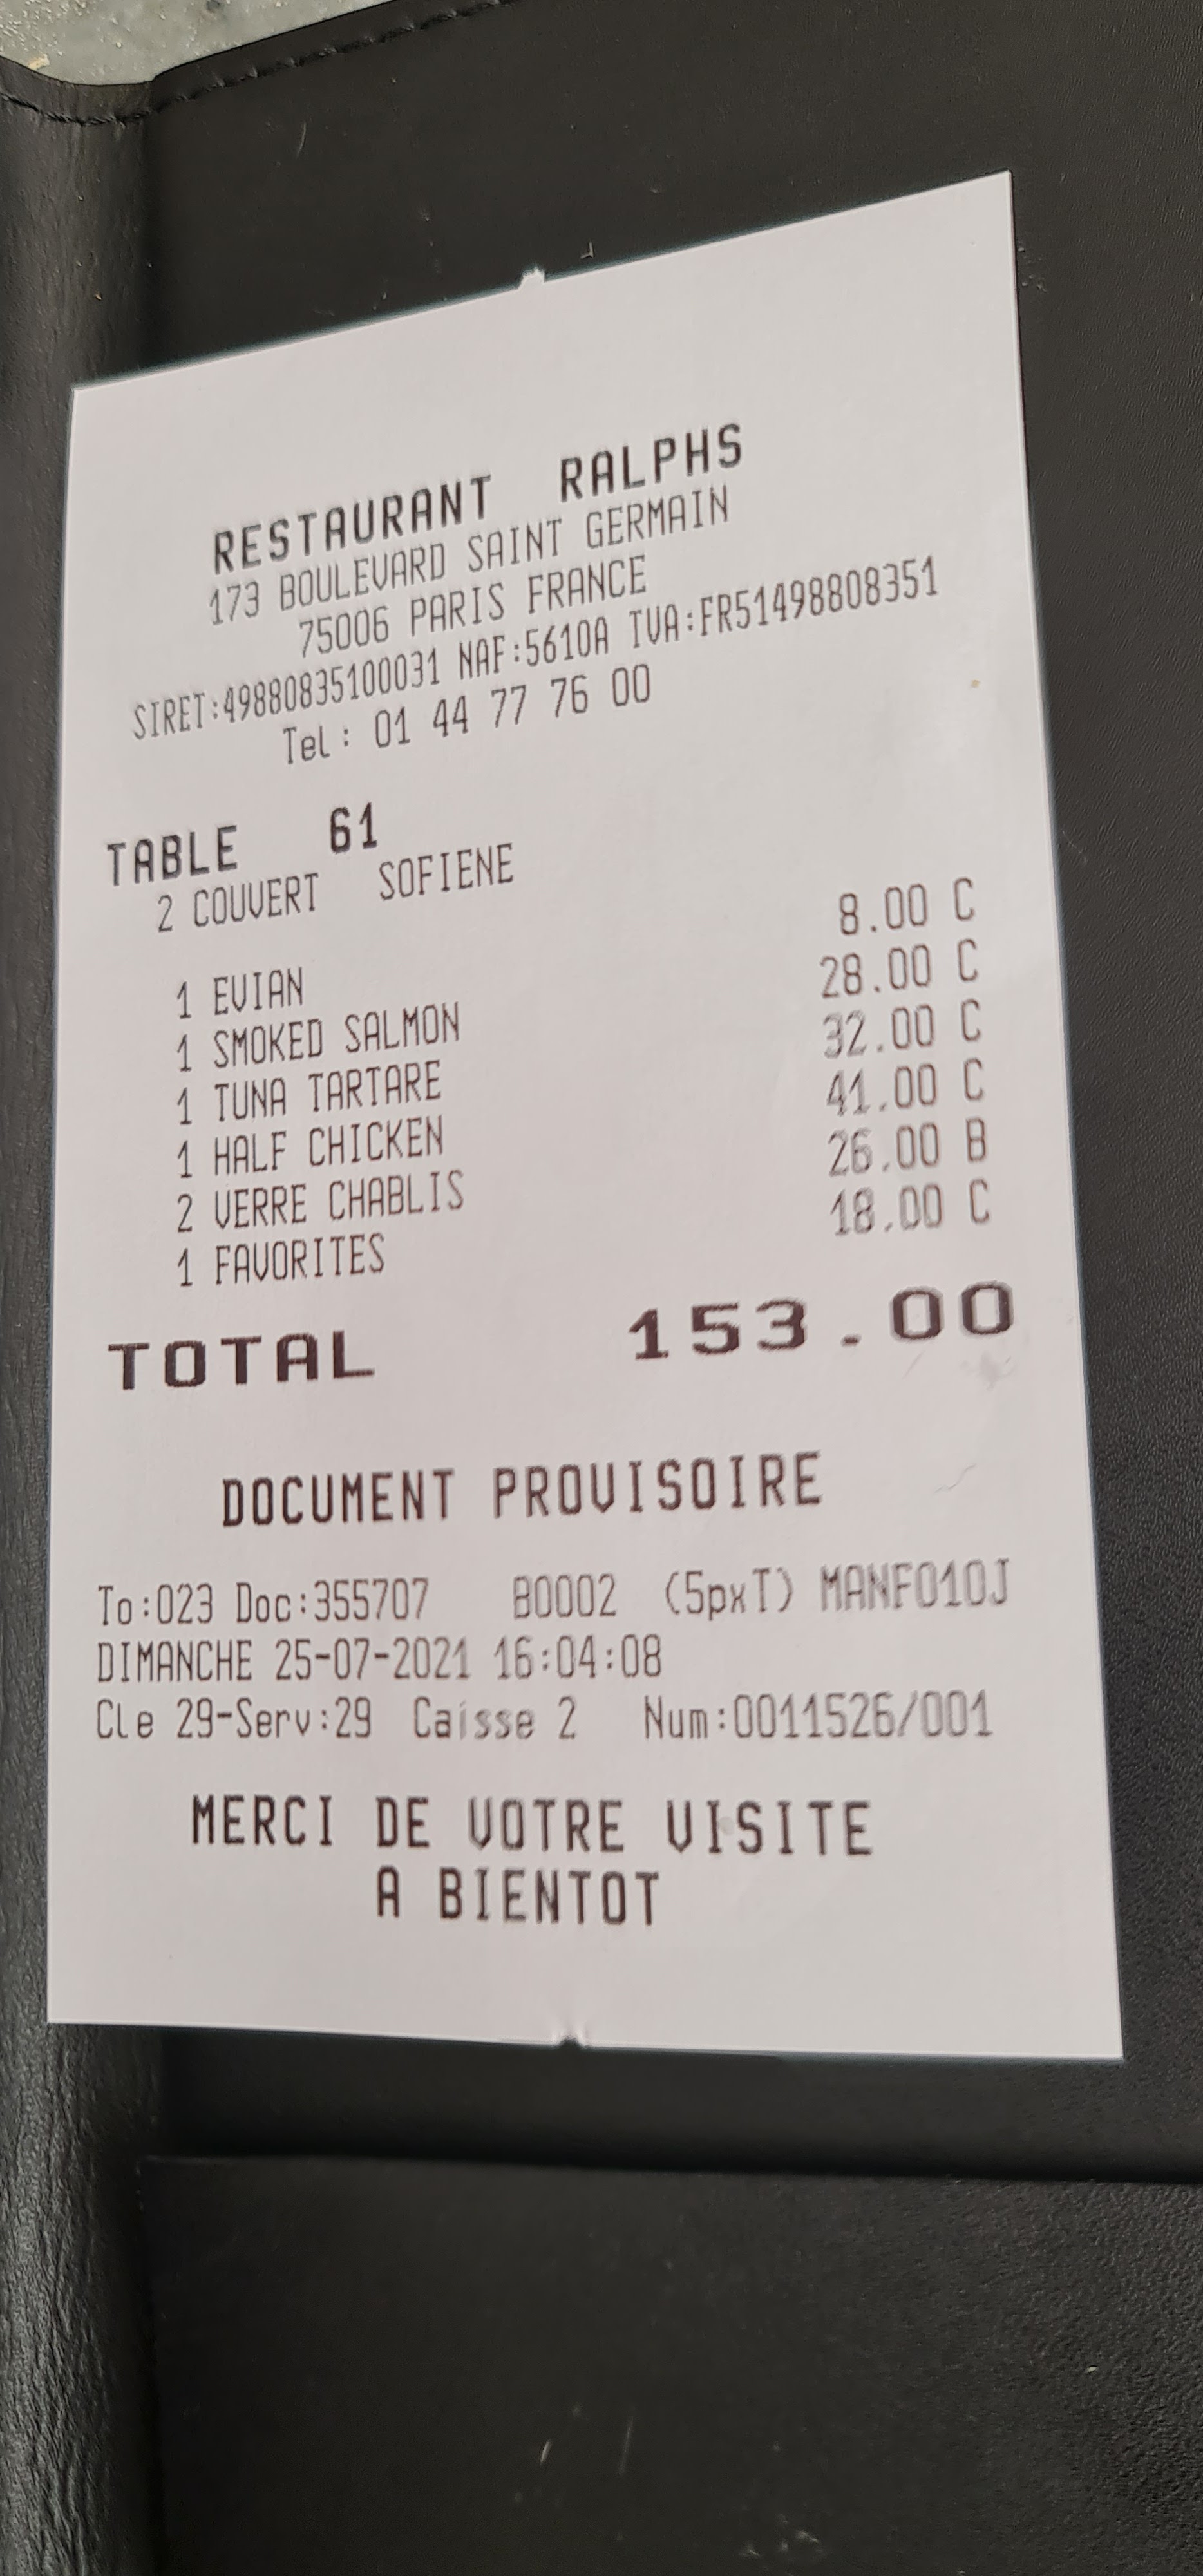 RESTAURANT RALPHS
173 BOULEVARD SAINT GERMAIN
75006 PARIS FRANCE
SIRET:49880835100031 NAF:5610A TVA:FR51498808351
Tel: 01 44 77 76 00
TABLE 61
2 COUVERT SOFIENE
1 EVIAN 8.00 C
1 SMOKED SALMON 28.00 C
1 TUNA TARTARE 32.00 C
1 HALF CHICKEN 41.00 C
2 VERRE CHABLIS 26.00 B
1 FAVORITES 18.00 C
TOTAL 153.00
DOCUMENT PROVISOIRE
To:023 Doc:355707 B0002 (5pxT) MANF010J
DIMANCHE 25-07-2021 16:04:08
Cle 29-Serv:29 Caisse 2 Num:0011526/001
MERCI DE VOTRE VISITE
A BIENTOT